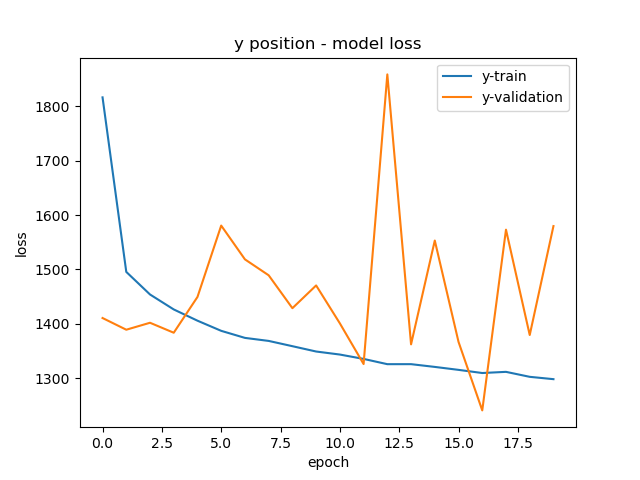 y position - model loss
y-train
y-validation
1800
1700
1600
1500
1400
1300
loss
0.0 2.5 5.0 7.5 10.0 12.5 15.0 17.5
epoch